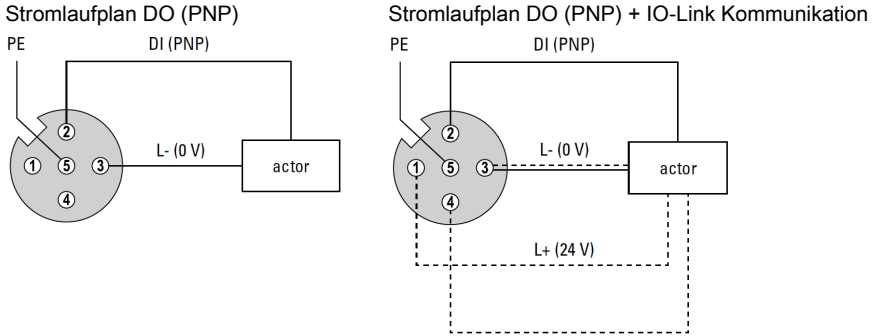 Stromlaufplan DO (PNP)
PE
DI (PNP)
2
L- (0 V)
1
5
3
actor
4
Stromlaufplan DO (PNP) + IO-Link Kommunikation
PE
DI (PNP)
2
L- (0 V)
1
5
3
actor
4
L+ (24 V)